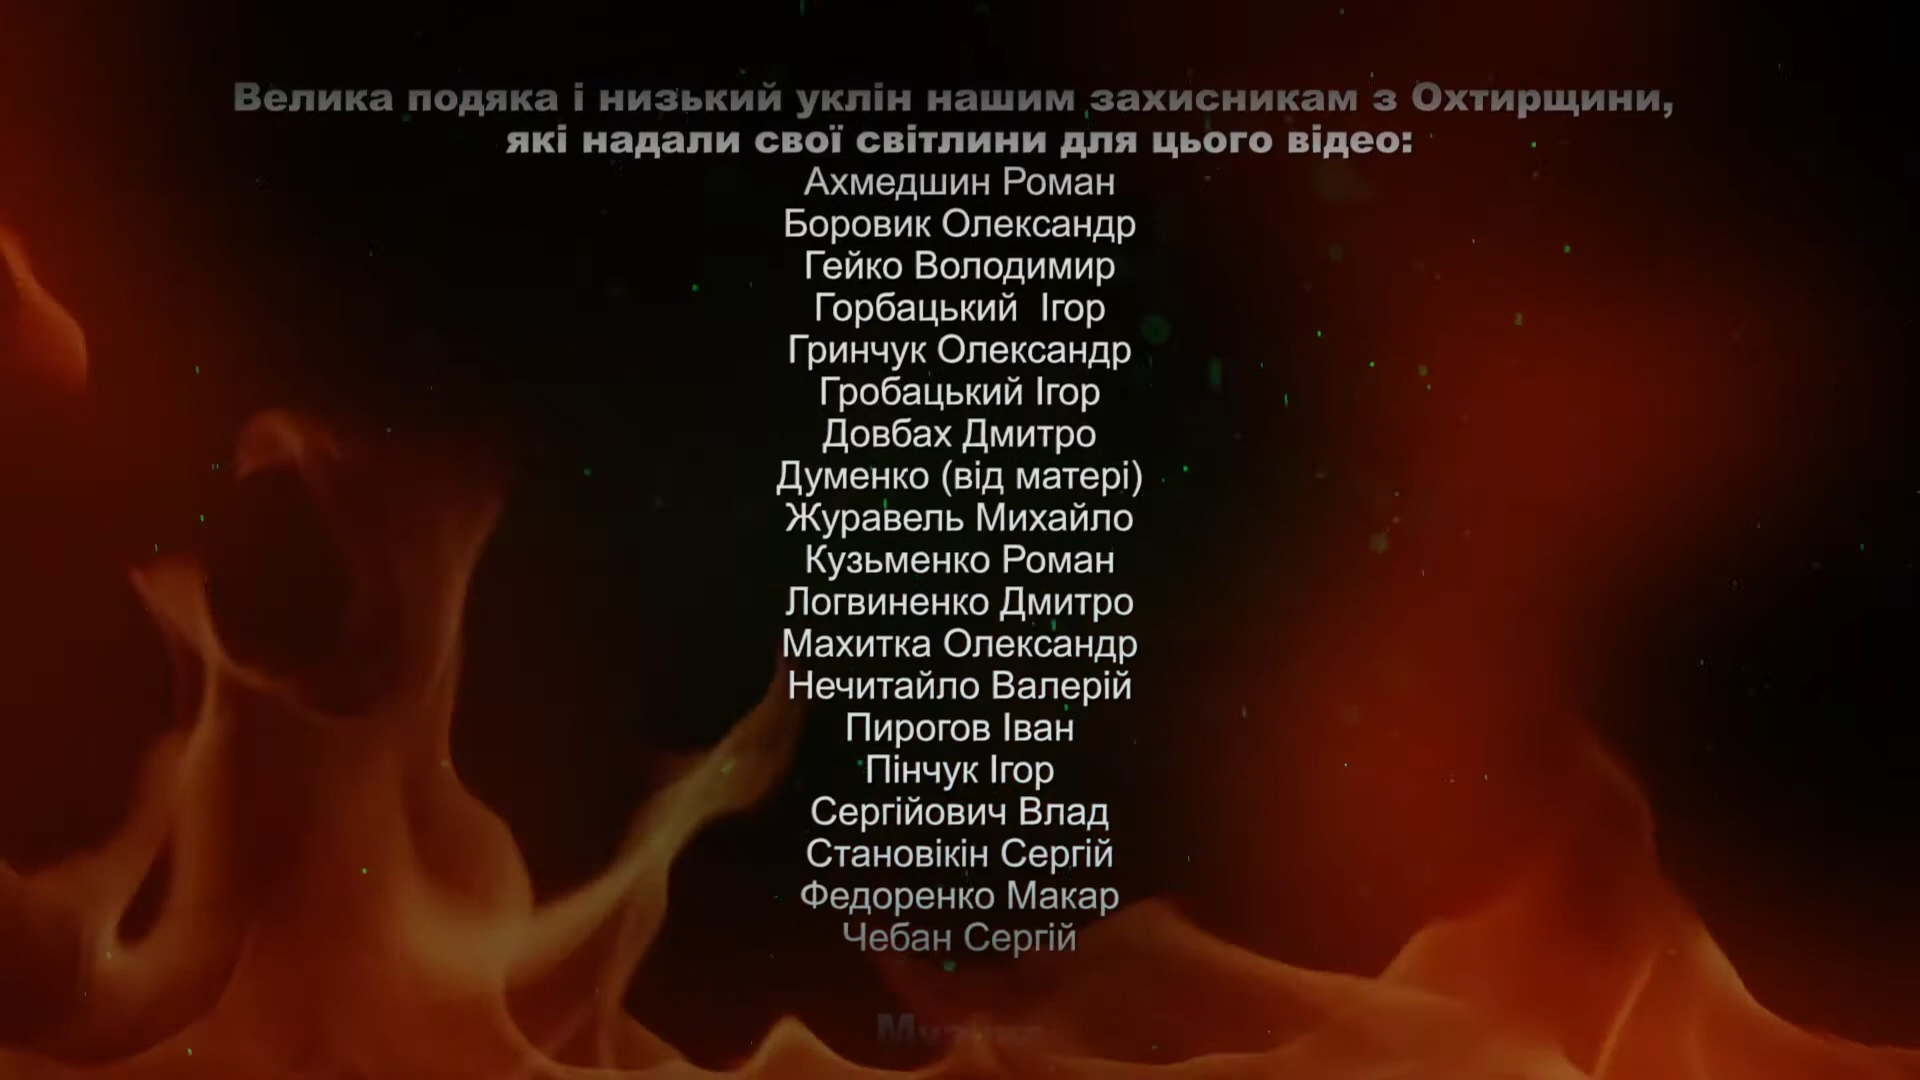 Велика подяка і низький уклін нашим захисникам з Охтирщини,
які надали свої світлини для цього відео:
Ахмедшин Роман
Боровик Олександр
Гейко Володимир
Горбацький  Ігор
Гринчук Олександр
Гробацький Ігор
Довбах Дмитро
Думенко (від матері)
Журавель Михайло
Кузьменко Роман
Логвиненко Дмитро
Махитка Олександр
Нечитайло Валерій
Пирогов Іван
Пінчук Ігор
Сергійович Влад
Становікін Сергій
Федоренко Макар
Чебан Сергій